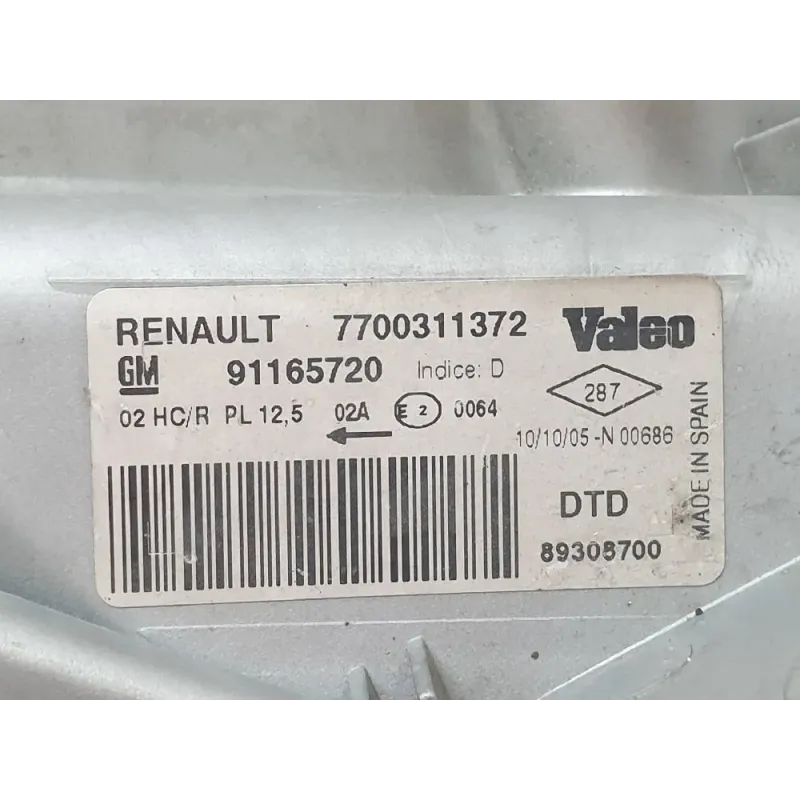 RENAULT 7700311372 Valeo
GM 91165720 Indice: D
287
02 HC/R PL 12,5 02A E 2 0064
10/10/05 -N 00686
MADE IN SPAIN
DTD
89308700